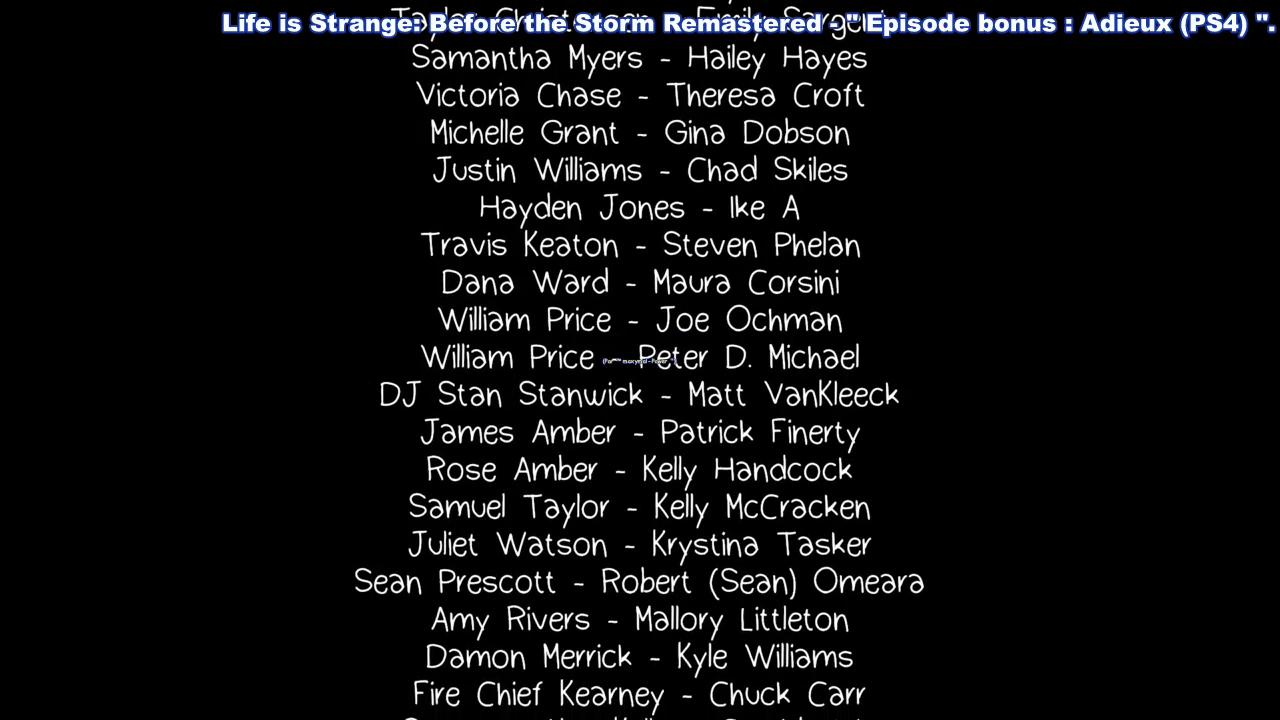 Life is Strange: Before the Storm Remastered - " Episode bonus : Adieux (PS4) ".
Samantha Myers - Hailey Hayes
Victoria Chase - Theresa Croft
Michelle Grant - Gina Dobson
Justin Williams - Chad Skiles
Hayden Jones - Ike A
Travis Keaton - Steven Phelan
Dana Ward - Maura Corsini
William Price - Joe Ochman
William Price - Peter D. Michael
DJ Stan Stanwick - Matt VanKleeck
James Amber - Patrick Finerty
Rose Amber - Kelly Handcock
Samuel Taylor - Kelly McCracken
Juliet Watson - Krystina Tasker
Sean Prescott - Robert (Sean) Omeara
Amy Rivers - Mallory Littleton
Damon Merrick - Kyle Williams
Fire Chief Kearney - Chuck Carr